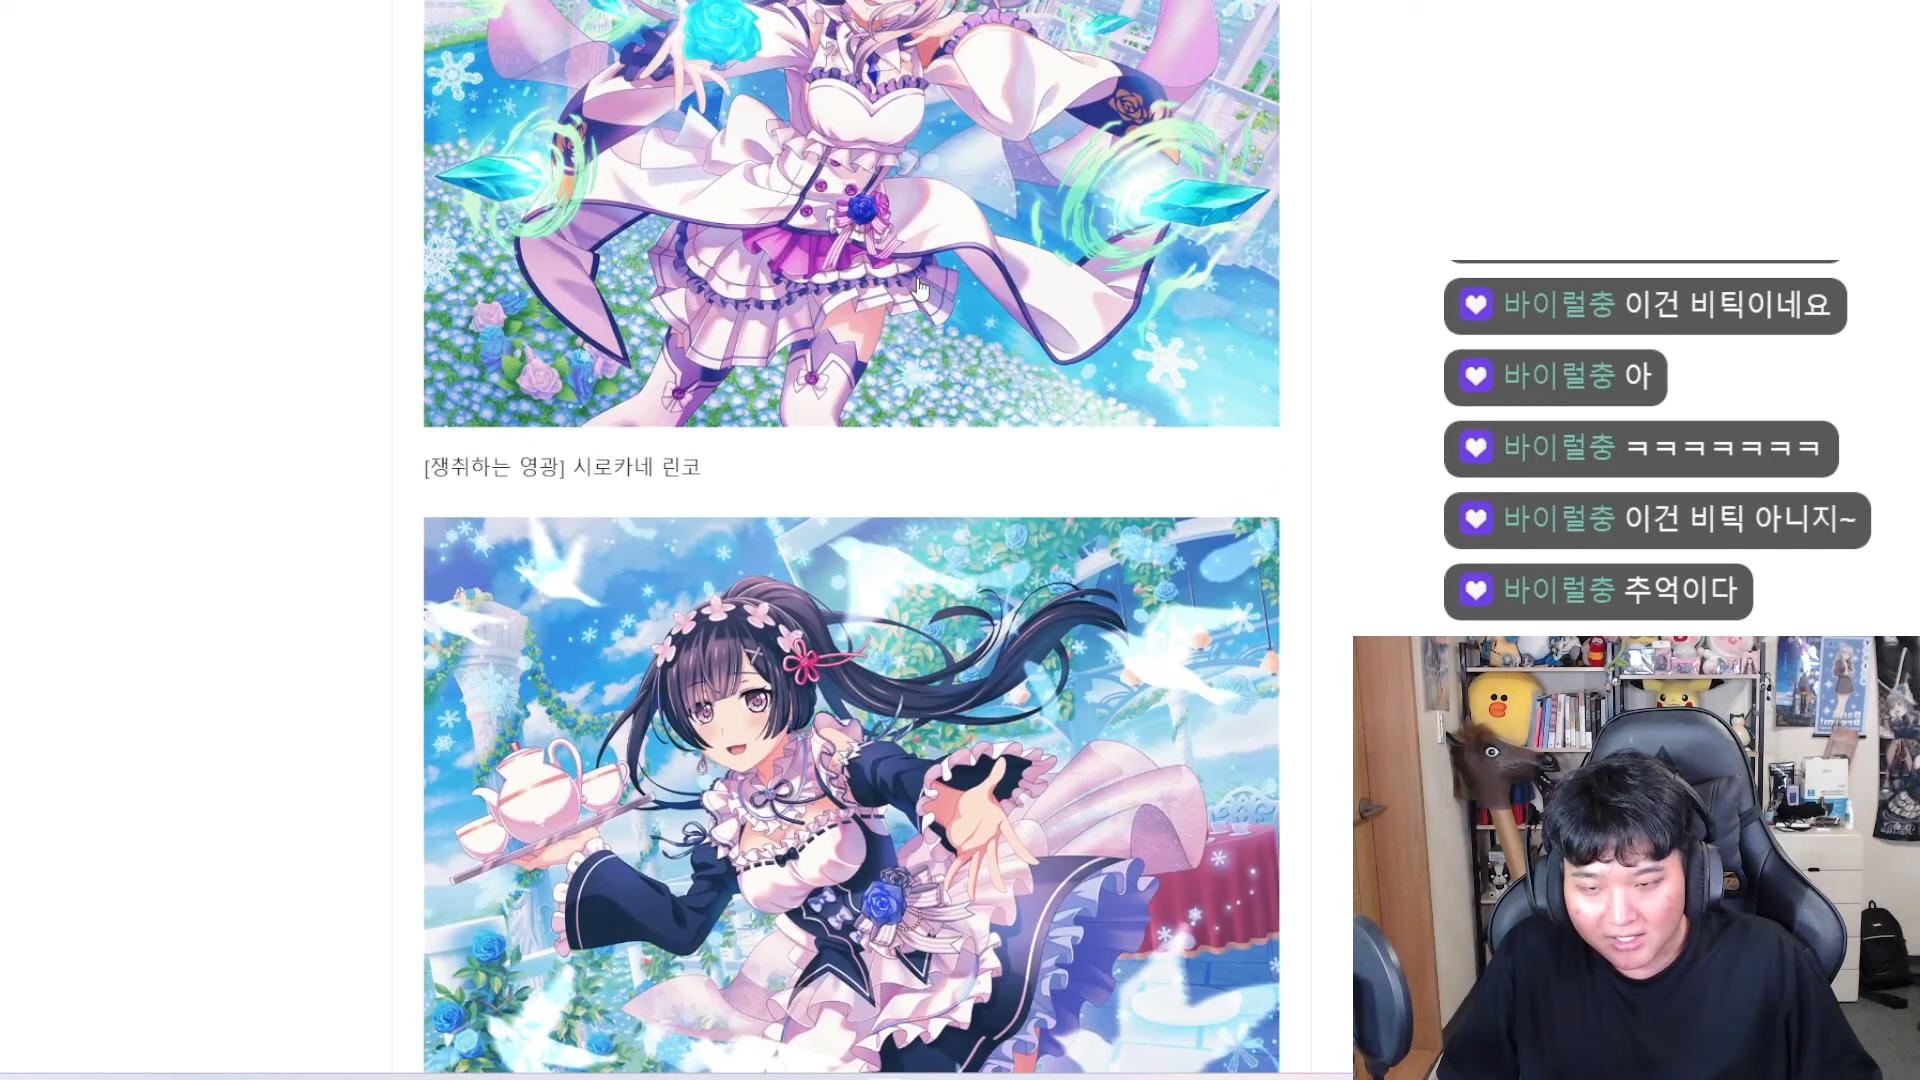 [쟁취하는 영광] 시로카네 린코
바이럴충 이건 비틱이네요
바이럴충 아
바이럴충 ㅋㅋㅋㅋㅋㅋㅋ
바이럴충 이건 비틱 아니지~
바이럴충 추억이다